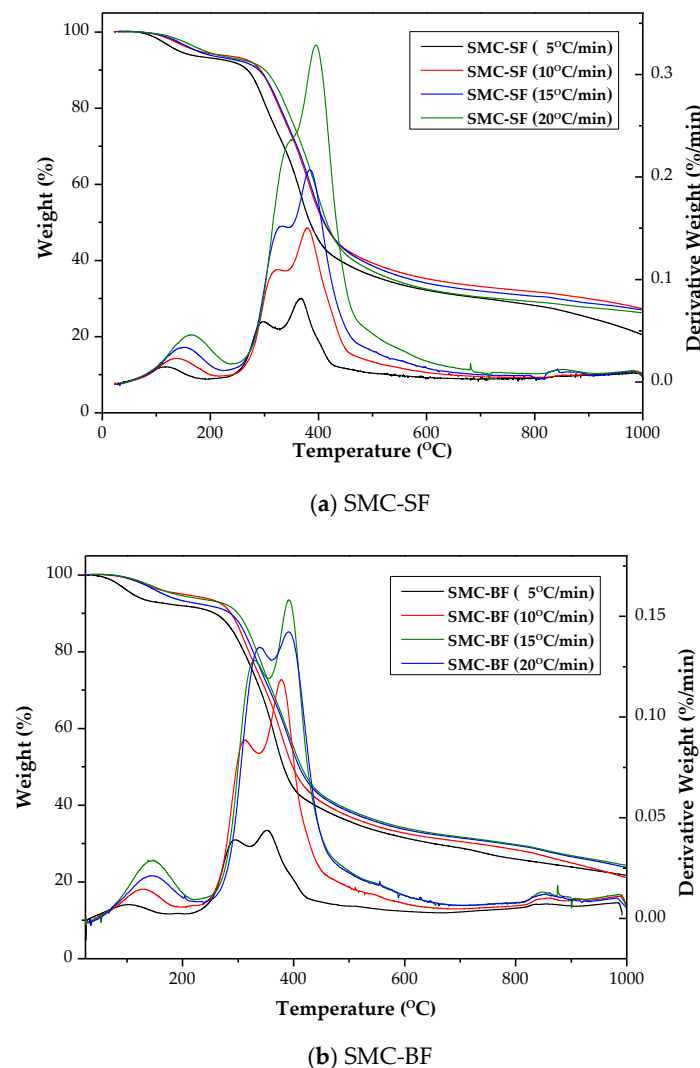 100
80
60
40
20
0
Weight (%)
SMC-SF ( 5OC/min)
SMC-SF (10OC/min)
SMC-SF (15OC/min)
SMC-SF (20OC/min)
0.3
0.2
0.1
0.0
Derivative Weight (%/min)
0 200 400 600 800 1000
Temperature (OC)
(a) SMC-SF
100
80
60
40
20
0
Weight (%)
SMC-BF ( 5OC/min)
SMC-BF (10OC/min)
SMC-BF (15OC/min)
SMC-BF (20OC/min)
0.15
0.10
0.05
0.00
Derivative Weight (%/min)
200 400 600 800 1000
Temperature (OC)
(b) SMC-BF